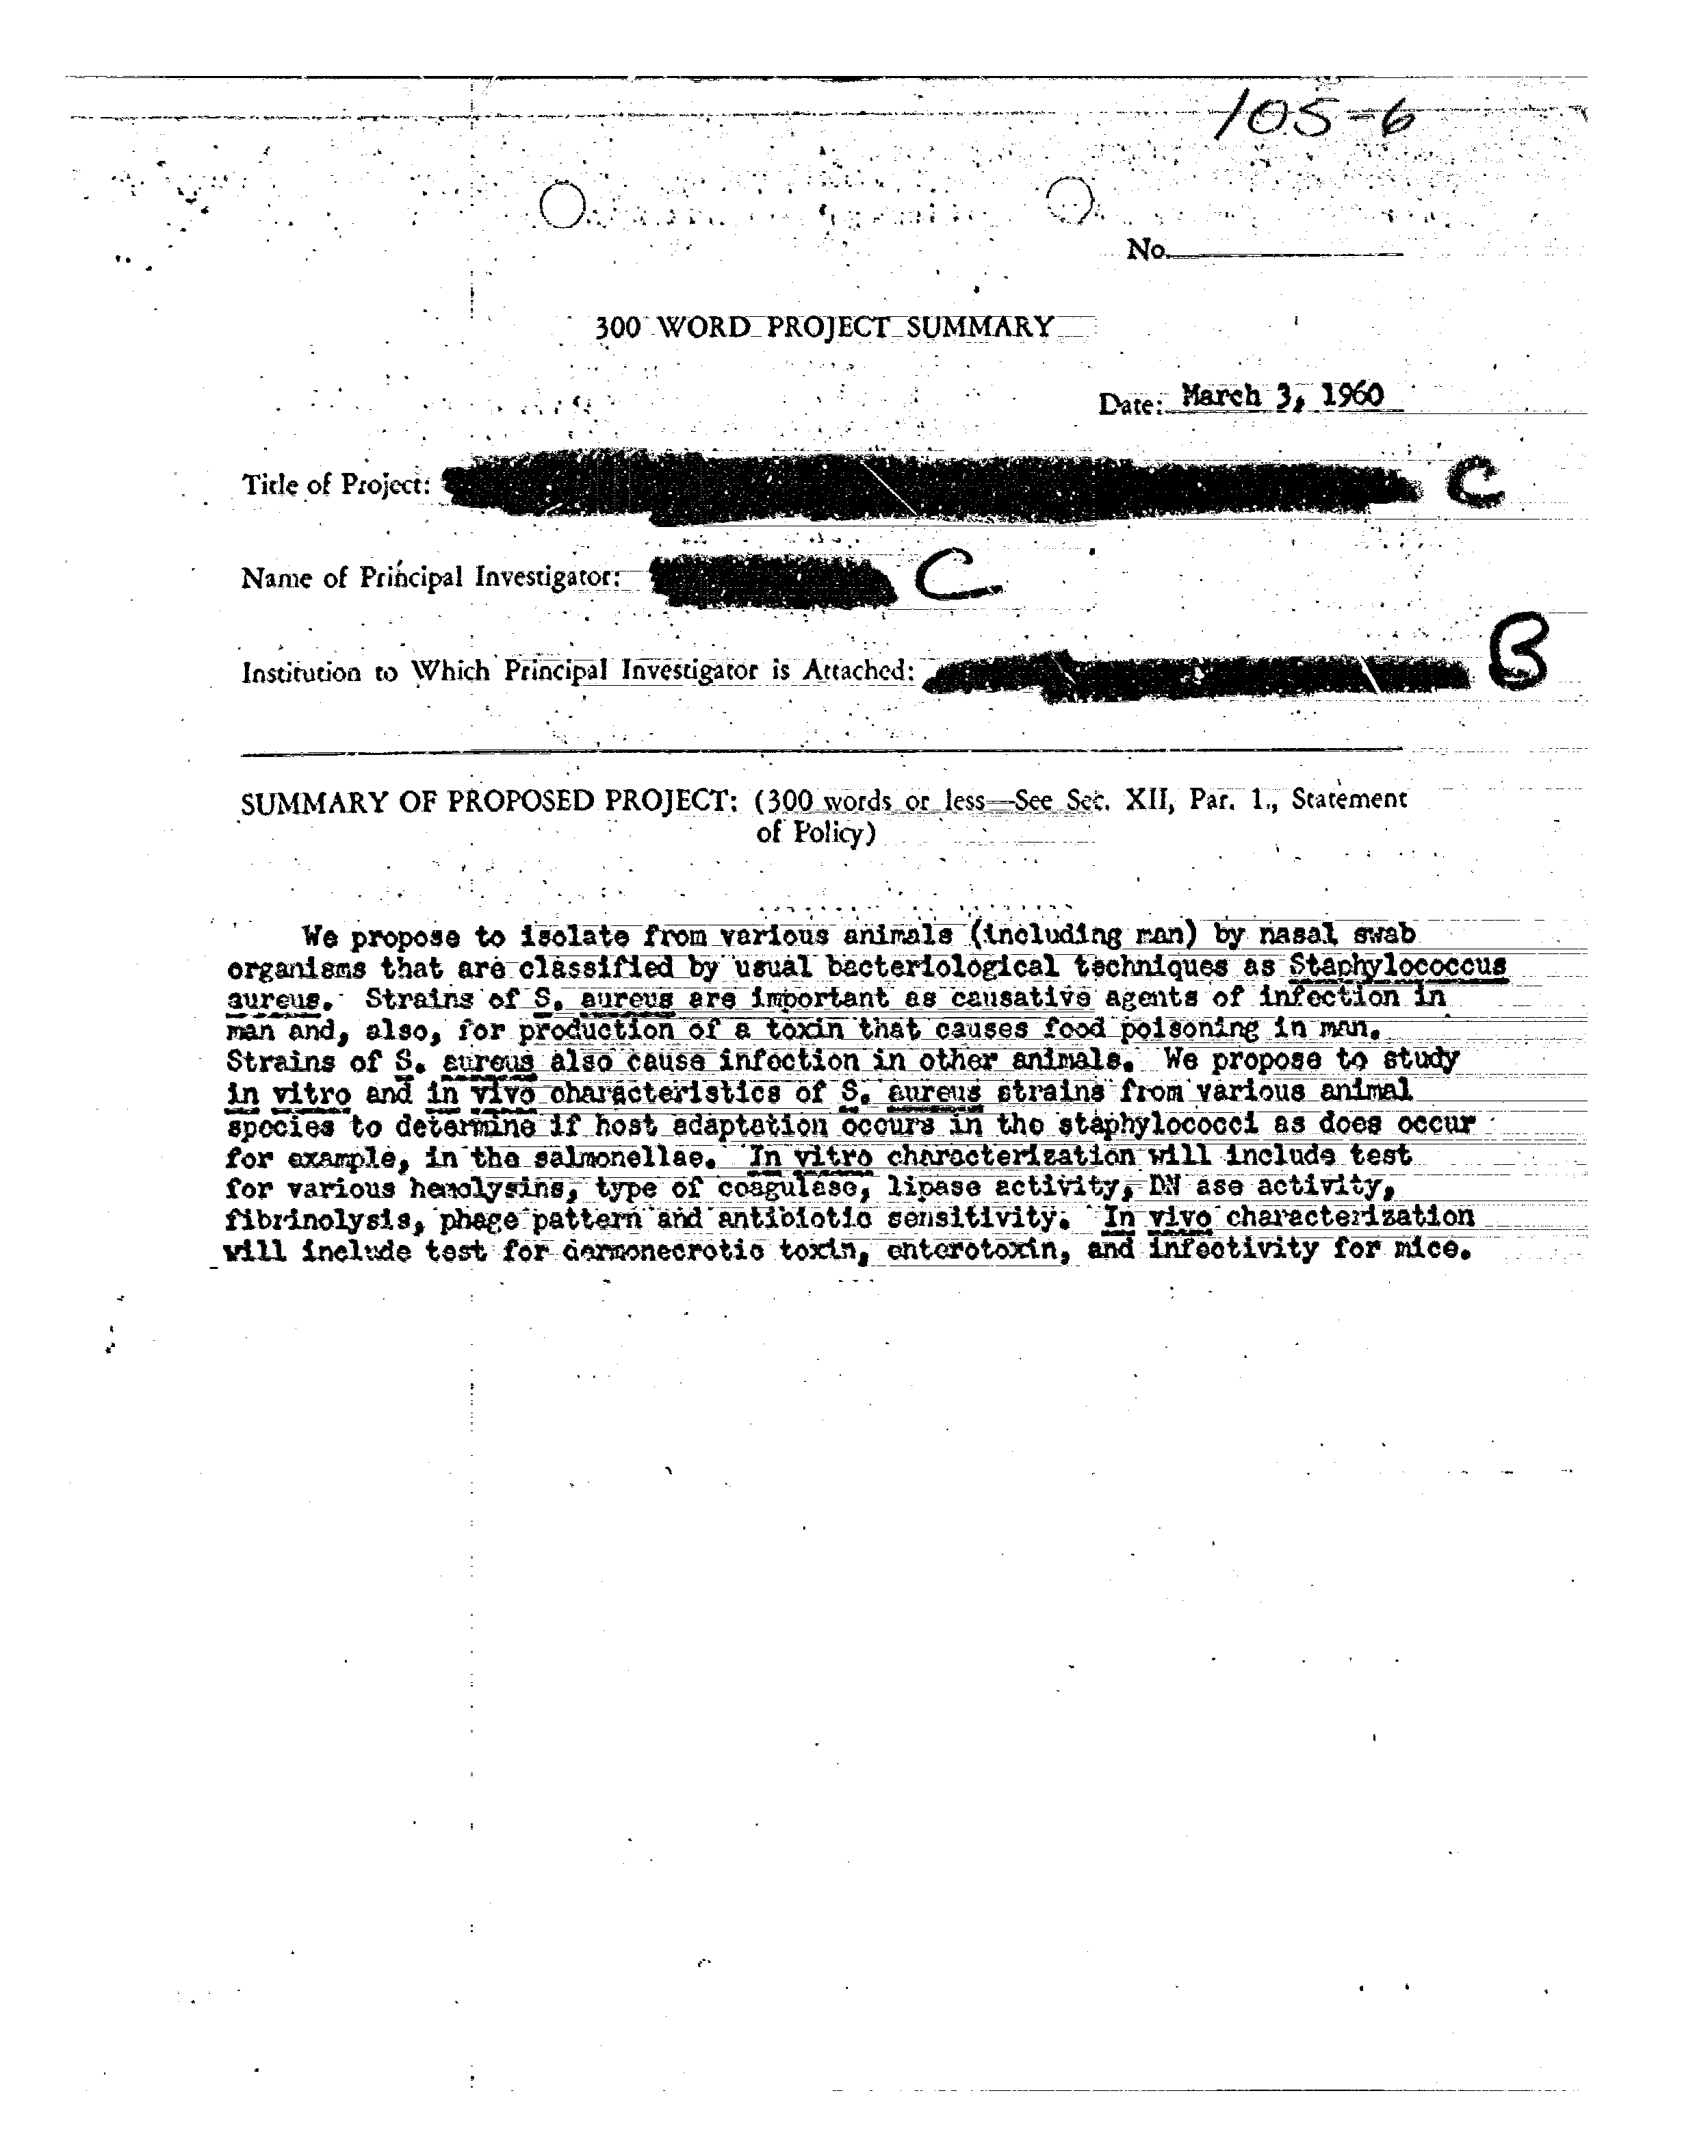 105-6
No.
300 WORD PROJECT SUMMARY
Date: March 3, 1960
Title of Project: C
Name of Principal Investigator: C
Institution to Which Principal Investigator is Attached: B
SUMMARY OF PROPOSED PROJECT: (300 words or less—See Sec. XII, Par. 1., Statement
of Policy)
We propose to isolate from various animals (including man) by nasal swab
organisms that are classified by usual bacteriological techniques as Staphylococcus
aureus. Strains of S. aureus are important as causative agents of infection in
man and, also, for production of a toxin that causes food poisoning in man.
Strains of S. aureus also cause infection in other animals. We propose to study
in vitro and in vivo characteristics of S. aureus strains from various animal
species to determine if host adaptation occurs in the staphylococci as does occur
for example, in the salmonellae. In vitro characterization will include test
for various hemolysins, type of coagulase, lipase activity, DN ase activity,
fibrinolysis, phage pattern and antibiotic sensitivity. In vivo characterization
will include test for dermonecrotic toxin, enterotoxin, and infectivity for mice.